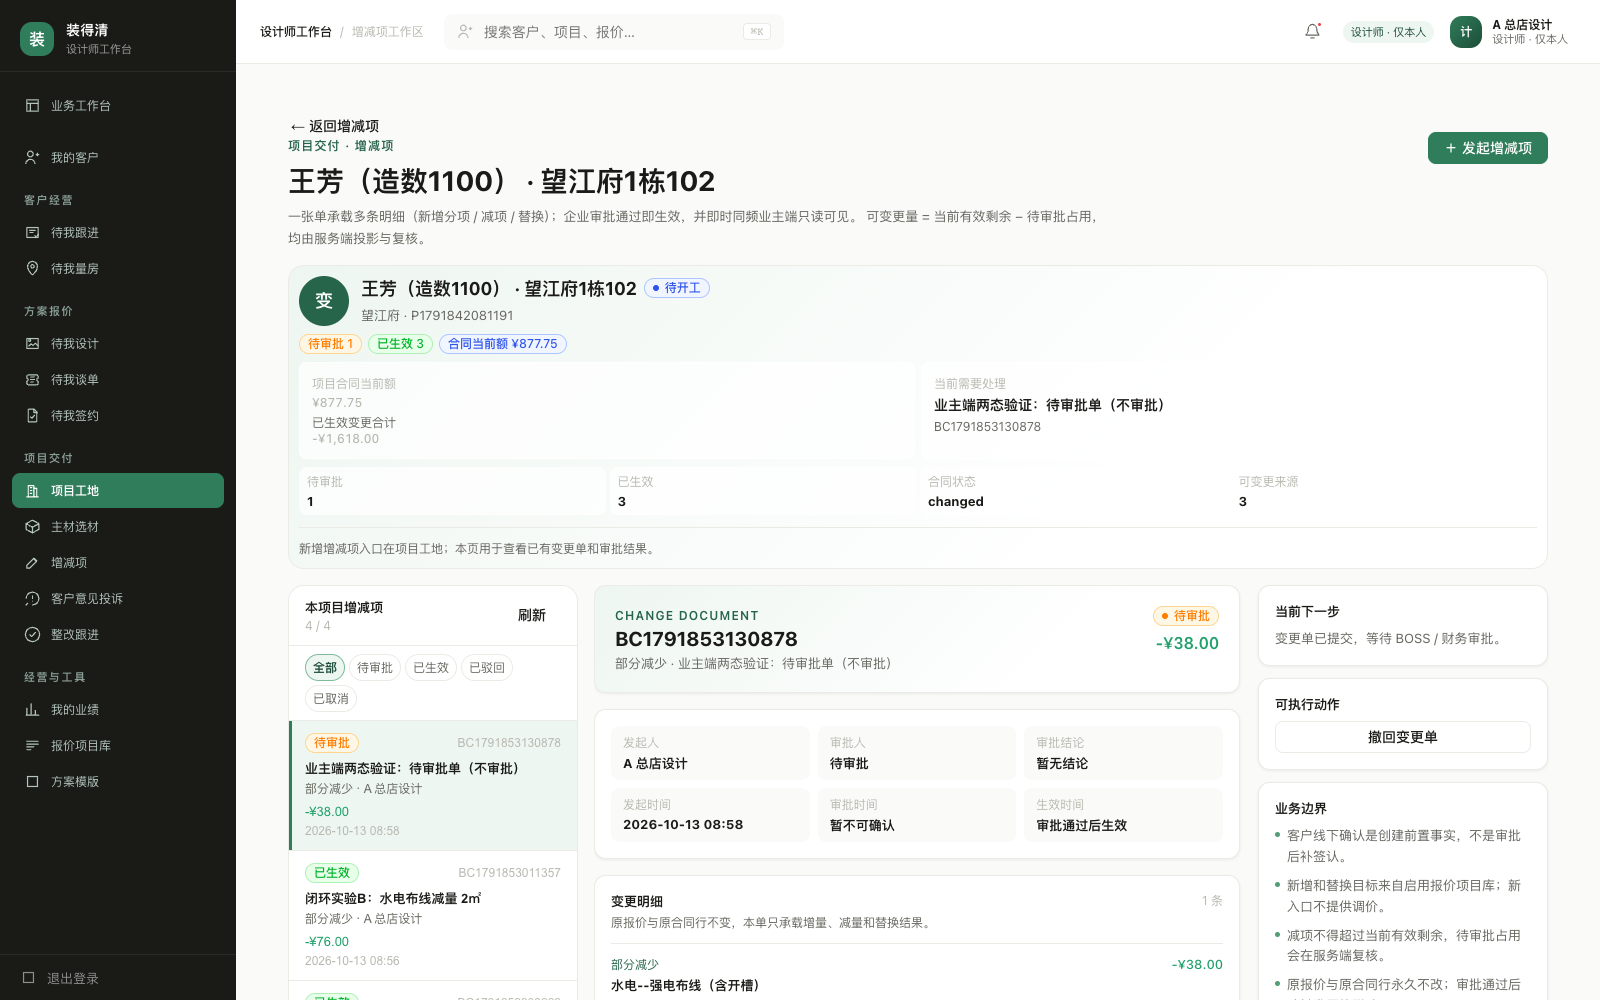 装
装得清
设计师工作台
业务工作台
我的客户
客户经营
待我跟进
待我量房
方案报价
待我设计
待我谈单
待我签约
项目交付
项目工地
主材选材
增减项
客户意见投诉
整改跟进
经营与工具
我的业绩
报价项目库
方案模版
退出登录
设计师工作台 / 增减项工作区
搜索客户、项目、报价...
⌘K
设计师 · 仅本人
计
A 总店设计
设计师 · 仅本人
← 返回增减项
项目交付 · 增减项
王芳（造数1100） · 望江府1栋102
一张单承载多条明细（新增分项 / 减项 / 替换）；企业审批通过即生效，并即时同频业主端只读可见。 可变更量 = 当前有效剩余 − 待审批占用，
均由服务端投影与复核。
+ 发起增减项
变
王芳（造数1100） · 望江府1栋102
待开工
望江府 · P1791842081191
待审批 1
已生效 3
合同当前额 ¥877.75
项目合同当前额
¥877.75
已生效变更合计
-¥1,618.00
当前需要处理
业主端两态验证：待审批单（不审批）
BC1791853130878
待审批
1
已生效
3
合同状态
changed
可变更来源
3
新增增减项入口在项目工地；本页用于查看已有变更单和审批结果。
本项目增减项
4 / 4
刷新
全部
待审批
已生效
已驳回
已取消
待审批
BC1791853130878
业主端两态验证：待审批单（不审批）
部分减少 · A 总店设计
-¥38.00
2026-10-13 08:58
已生效
BC1791853011357
闭环实验B：水电布线减量 2㎡
部分减少 · A 总店设计
-¥76.00
2026-10-13 08:56
CHANGE DOCUMENT
BC1791853130878
部分减少 · 业主端两态验证：待审批单（不审批）
待审批
-¥38.00
发起人
A 总店设计
审批人
待审批
审批结论
暂无结论
发起时间
2026-10-13 08:58
审批时间
暂不可确认
生效时间
审批通过后生效
变更明细
1 条
原报价与原合同行不变，本单只承载增量、减量和替换结果。
部分减少
-¥38.00
水电--强电布线（含开槽）
当前下一步
变更单已提交，等待 BOSS / 财务审批。
可执行动作
撤回变更单
业务边界
客户线下确认是创建前置事实，不是审批
后补签认。
新增和替换目标来自启用报价项目库；新
入口不提供调价。
减项不得超过当前有效剩余，待审批占用
会在服务端复核。
原报价与原合同行永久不改；审批通过后